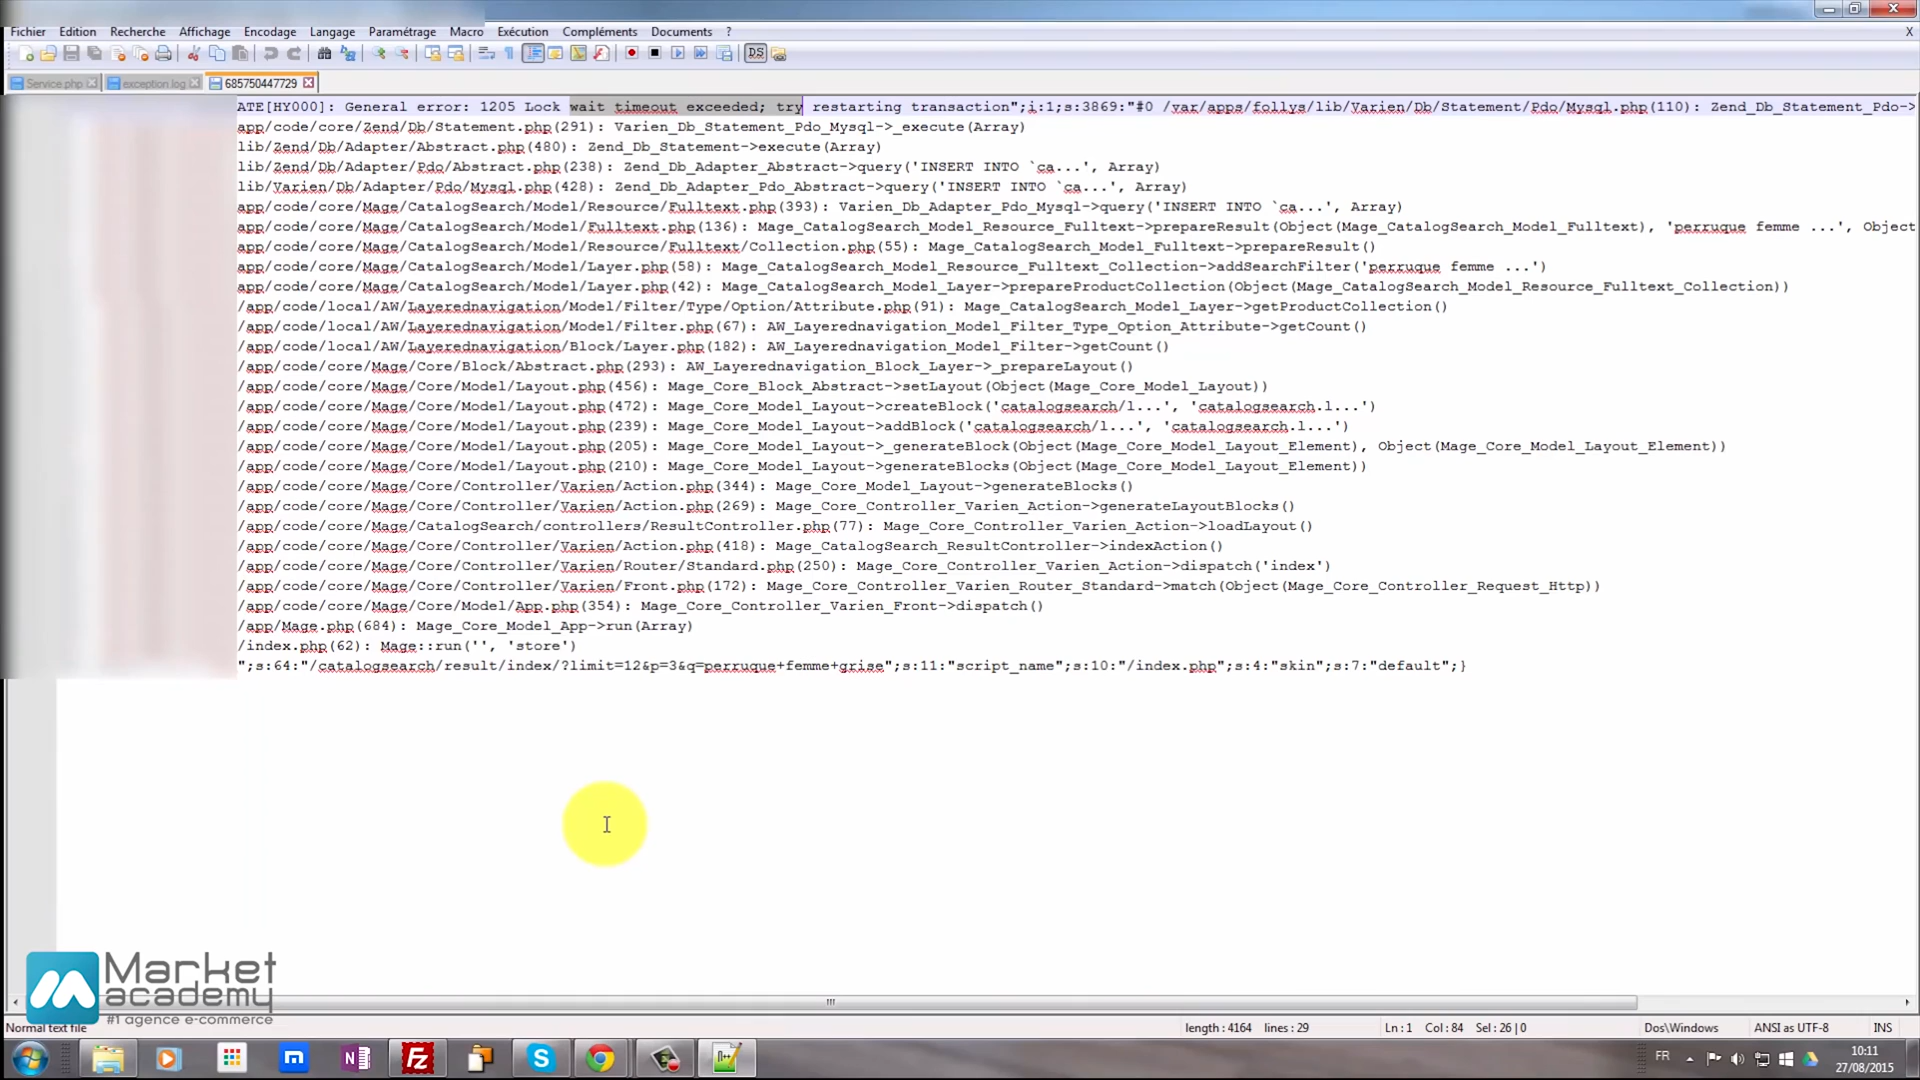 Fichier Edition Recherche Affichage Encodage Langage Paramétrage Macro Exécution Compléments Documents ? X
Service.php exception.log 685750447729
ATE[HY000]: General error: 1205 Lock wait timeout exceeded; try restarting transaction";i:1;s:3869:"#0 /var/apps/follys/lib/Varien/Db/Statement/Pdo/Mysql.php(110): Zend_Db_Statement_Pdo->
app/code/core/Zend/Db/Statement.php(291): Varien_Db_Statement_Pdo_Mysql->_execute(Array)
lib/Zend/Db/Adapter/Abstract.php(480): Zend_Db_Statement->execute(Array)
lib/Zend/Db/Adapter/Pdo/Abstract.php(238): Zend_Db_Adapter_Abstract->query('INSERT INTO `ca...', Array)
lib/Varien/Db/Adapter/Pdo/Mysql.php(428): Zend_Db_Adapter_Pdo_Abstract->query('INSERT INTO `ca...', Array)
app/code/core/Mage/CatalogSearch/Model/Resource/Fulltext.php(393): Varien_Db_Adapter_Pdo_Mysql->query('INSERT INTO `ca...', Array)
app/code/core/Mage/CatalogSearch/Model/Fulltext.php(136): Mage_CatalogSearch_Model_Resource_Fulltext->prepareResult(Object(Mage_CatalogSearch_Model_Fulltext), 'perruque femme ...', Object
app/code/core/Mage/CatalogSearch/Model/Resource/Fulltext/Collection.php(55): Mage_CatalogSearch_Model_Fulltext->prepareResult()
app/code/core/Mage/CatalogSearch/Model/Layer.php(58): Mage_CatalogSearch_Model_Resource_Fulltext_Collection->addSearchFilter('perruque femme ...')
app/code/core/Mage/CatalogSearch/Model/Layer.php(42): Mage_CatalogSearch_Model_Layer->prepareProductCollection(Object(Mage_CatalogSearch_Model_Resource_Fulltext_Collection))
/app/code/local/AW/Layerednavigation/Model/Filter/Type/Option/Attribute.php(91): Mage_CatalogSearch_Model_Layer->getProductCollection()
/app/code/local/AW/Layerednavigation/Model/Filter.php(67): AW_Layerednavigation_Model_Filter_Type_Option_Attribute->getCount()
/app/code/local/AW/Layerednavigation/Block/Layer.php(182): AW_Layerednavigation_Model_Filter->getCount()
/app/code/core/Mage/Core/Block/Abstract.php(293): AW_Layerednavigation_Block_Layer->_prepareLayout()
/app/code/core/Mage/Core/Model/Layout.php(456): Mage_Core_Block_Abstract->setLayout(Object(Mage_Core_Model_Layout))
/app/code/core/Mage/Core/Model/Layout.php(472): Mage_Core_Model_Layout->createBlock('catalogsearch/l...', 'catalogsearch.l...')
/app/code/core/Mage/Core/Model/Layout.php(239): Mage_Core_Model_Layout->addBlock('catalogsearch/l...', 'catalogsearch.l...')
/app/code/core/Mage/Core/Model/Layout.php(205): Mage_Core_Model_Layout->_generateBlock(Object(Mage_Core_Model_Layout_Element), Object(Mage_Core_Model_Layout_Element))
/app/code/core/Mage/Core/Model/Layout.php(210): Mage_Core_Model_Layout->generateBlocks(Object(Mage_Core_Model_Layout_Element))
/app/code/core/Mage/Core/Controller/Varien/Action.php(344): Mage_Core_Model_Layout->generateBlocks()
/app/code/core/Mage/Core/Controller/Varien/Action.php(269): Mage_Core_Controller_Varien_Action->generateLayoutBlocks()
/app/code/core/Mage/CatalogSearch/controllers/ResultController.php(77): Mage_Core_Controller_Varien_Action->loadLayout()
/app/code/core/Mage/Core/Controller/Varien/Action.php(418): Mage_CatalogSearch_ResultController->indexAction()
/app/code/core/Mage/Core/Controller/Varien/Router/Standard.php(250): Mage_Core_Controller_Varien_Action->dispatch('index')
/app/code/core/Mage/Core/Controller/Varien/Front.php(172): Mage_Core_Controller_Varien_Router_Standard->match(Object(Mage_Core_Controller_Request_Http))
/app/code/core/Mage/Core/Model/App.php(354): Mage_Core_Controller_Varien_Front->dispatch()
/app/Mage.php(684): Mage_Core_Model_App->run(Array)
/index.php(62): Mage::run('', 'store')
";s:64:"/catalogsearch/result/index/?limit=12&p=3&q=perruque+femme+grise";s:11:"script_name";s:10:"/index.php";s:4:"skin";s:7:"default";}
Market
academy
#1 agence e-commerce
Normal text file length : 4164 lines : 29 Ln : 1 Col : 84 Sel : 26 | 0 Dos\Windows ANSI as UTF-8 INS
FR 10:11
27/08/2015